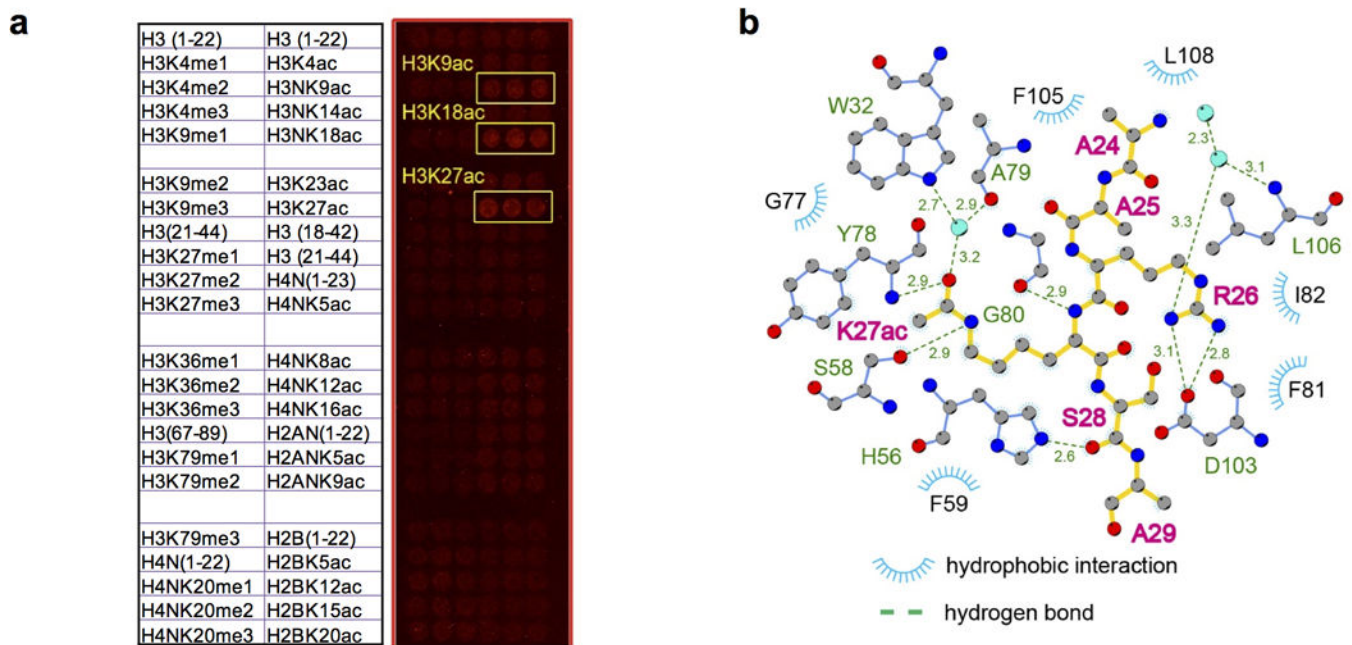 a
H3 (1-22) H3 (1-22)
H3K4me1 H3K4ac
H3K4me2 H3NK9ac
H3K4me3 H3NK14ac
H3K9me1 H3NK18ac
H3K9me2 H3K23ac
H3K9me3 H3K27ac
H3(21-44) H3 (18-42)
H3K27me1 H3 (21-44)
H3K27me2 H4N(1-23)
H3K27me3 H4NK5ac
H3K36me1 H4NK8ac
H3K36me2 H4NK12ac
H3K36me3 H4NK16ac
H3(67-89) H2AN(1-22)
H3K79me1 H2ANK5ac
H3K79me2 H2ANK9ac
H3K79me3 H2B(1-22)
H4N(1-22) H2BK5ac
H4NK20me1 H2BK12ac
H4NK20me2 H2BK15ac
H4NK20me3 H2BK20ac
H3K9ac
H3K18ac
H3K27ac
b
L108
W32
F105
A24
2.3
3.1
A79
G77
2.7
2.9
A25
3.3
Y78
3.2
L106
2.9
2.9
R26
I82
K27ac
G80
S58
2.9
3.1
2.8
F81
S28
H56
2.6
D103
F59
A29
hydrophobic interaction
hydrogen bond